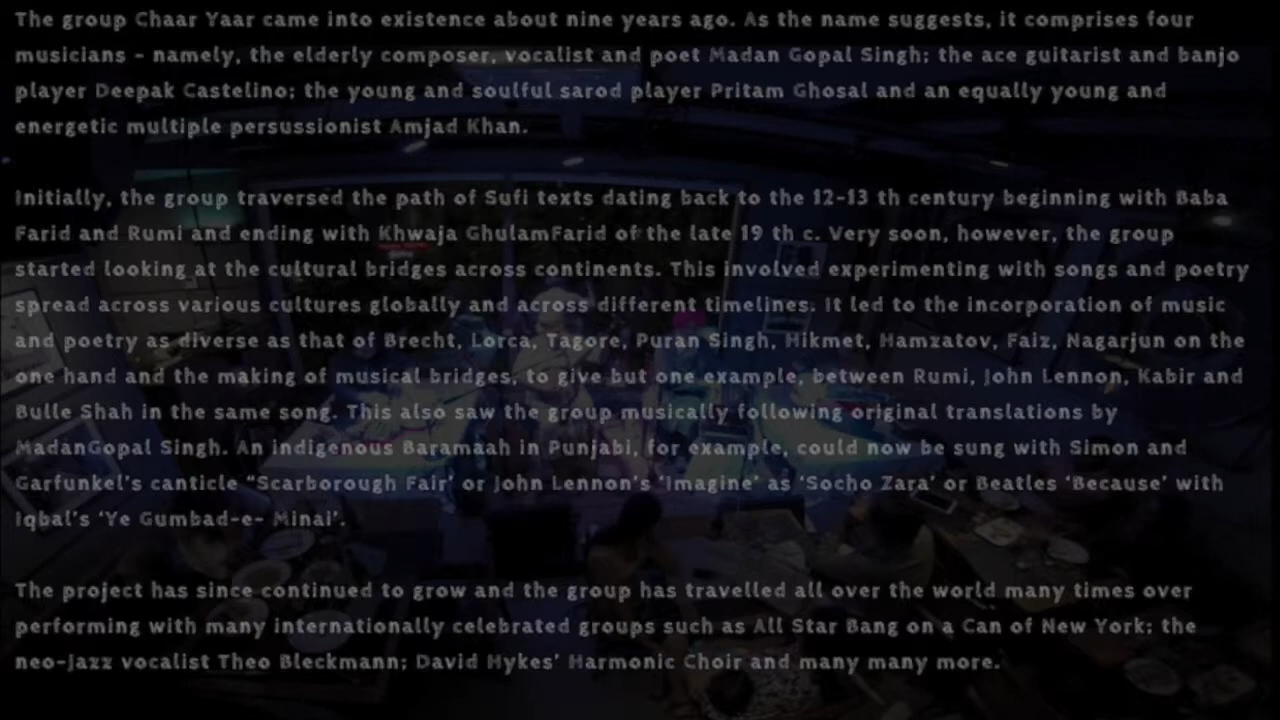 The group Chaar Yaar came into existence about nine years ago. As the name suggests, it comprises four
musicians - namely, the elderly composer, vocalist and poet Madan Gopal Singh; the ace guitarist and banjo
player Deepak Castelino; the young and soulful sarod player Pritam Ghosal and an equally young and
energetic multiple persussionist Amjad Khan.
Initially, the group traversed the path of Sufi texts dating back to the 12-13 th century beginning with Baba
Farid and Rumi and ending with Khwaja GhulamFarid of the late 19 th c. Very soon, however, the group
started looking at the cultural bridges across continents. This involved experimenting with songs and poetry
spread across various cultures globally and across different timelines. It led to the incorporation of music
and poetry as diverse as that of Brecht, Lorca, Tagore, Puran Singh, Hikmet, Hamzatov, Faiz, Nagarjun on the
one hand and the making of musical bridges, to give but one example, between Rumi, John Lennon, Kabir and
Bulle Shah in the same song. This also saw the group musically following original translations by
MadanGopal Singh. An indigenous Baramaah in Punjabi, for example, could now be sung with Simon and
Garfunkel's canticle "Scarborough Fair' or John Lennon's 'Imagine' as 'Socho Zara' or Beatles 'Because' with
Iqbal's 'Ye Gumbad-e- Minai'.
The project has since continued to grow and the group has travelled all over the world many times over
performing with many internationally celebrated groups such as All Star Bang on a Can of New York; the
neo-jazz vocalist Theo Bleckmann; David Hykes' Harmonic Choir and many many more.